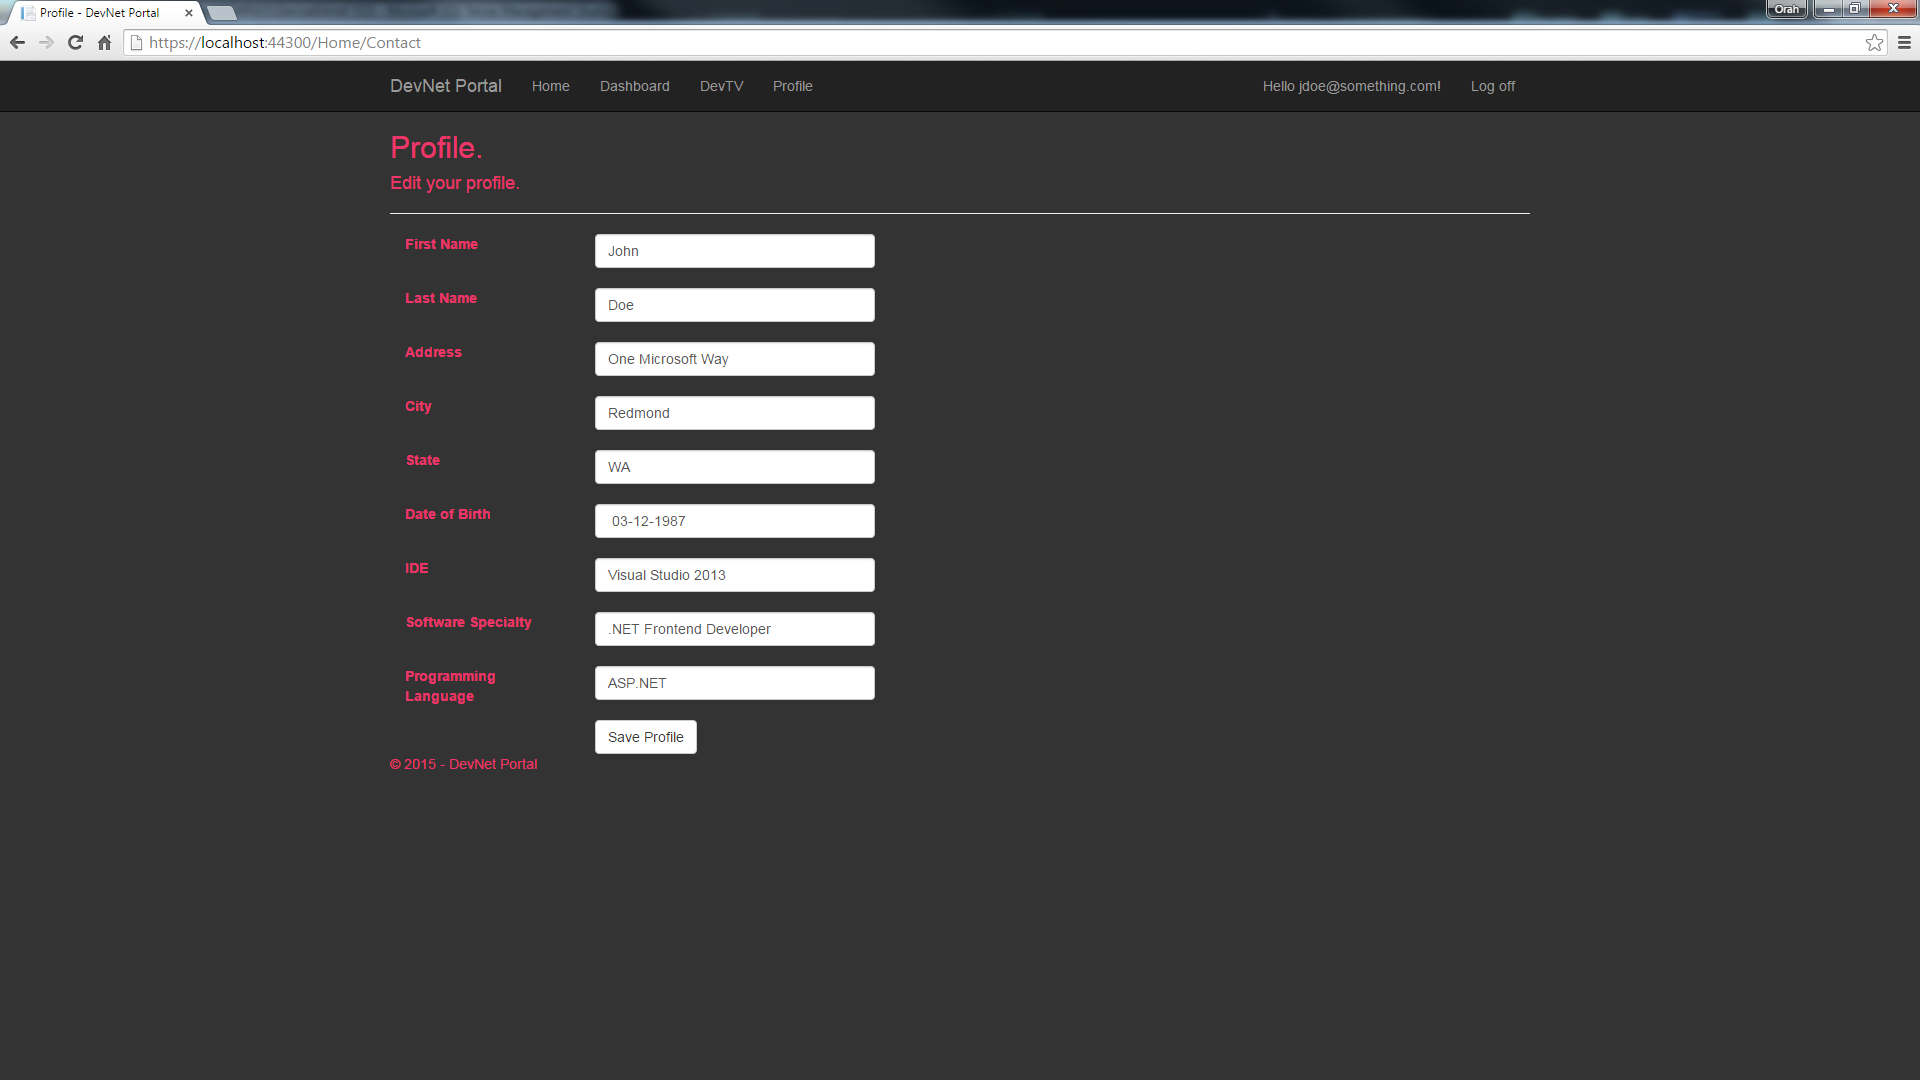 Profile - DevNet Portal
Orah
https://localhost:44300/Home/Contact
DevNet Portal Home Dashboard DevTV Profile Hello jdoe@something.com! Log off
Profile.
Edit your profile.
First Name John
Last Name Doe
Address One Microsoft Way
City Redmond
State WA
Date of Birth 03-12-1987
IDE Visual Studio 2013
Software Specialty .NET Frontend Developer
Programming
Language
ASP.NET
Save Profile
© 2015 - DevNet Portal